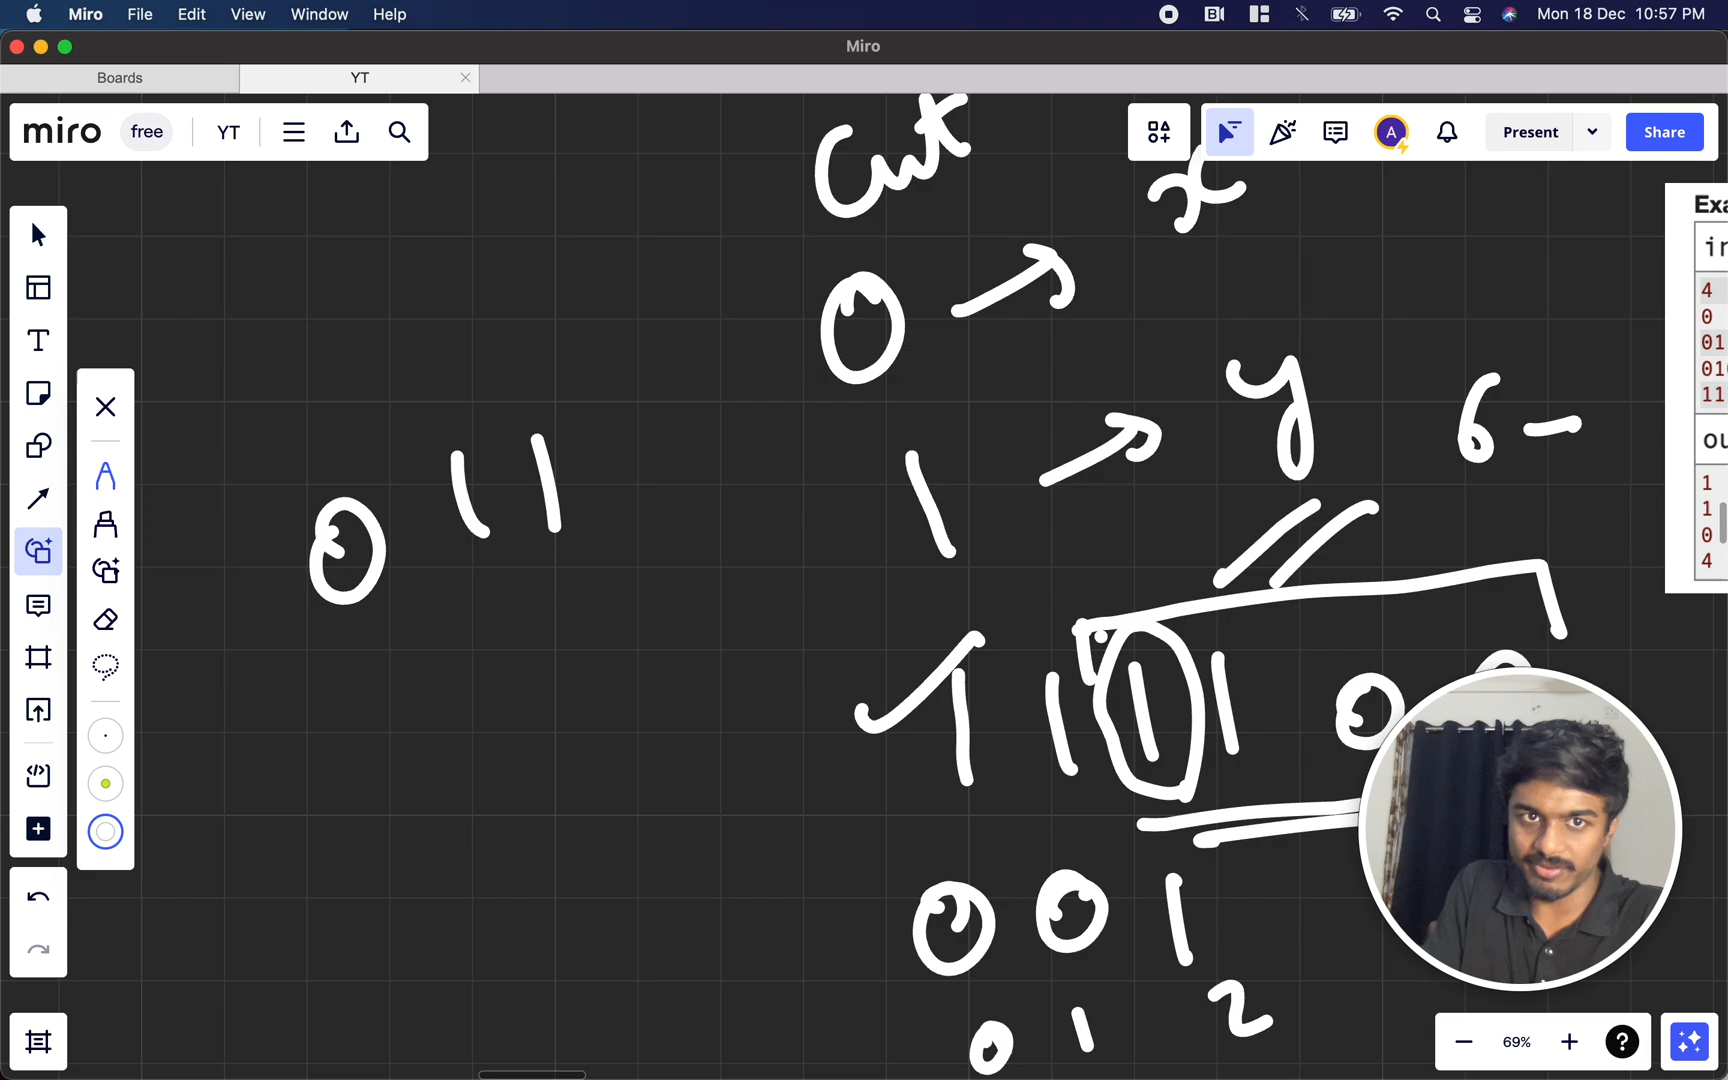 Miro File Edit View Window Help
Mon 18 Dec 10:57 PM
Miro
Boards
YT
miro free YT
Present
Share
A
Cut
x
0
y 6 -
0 1 1
1
1 1 1 1 0
0 0 1
0 1 2
4
0
01
11
1
1
0
4
69%